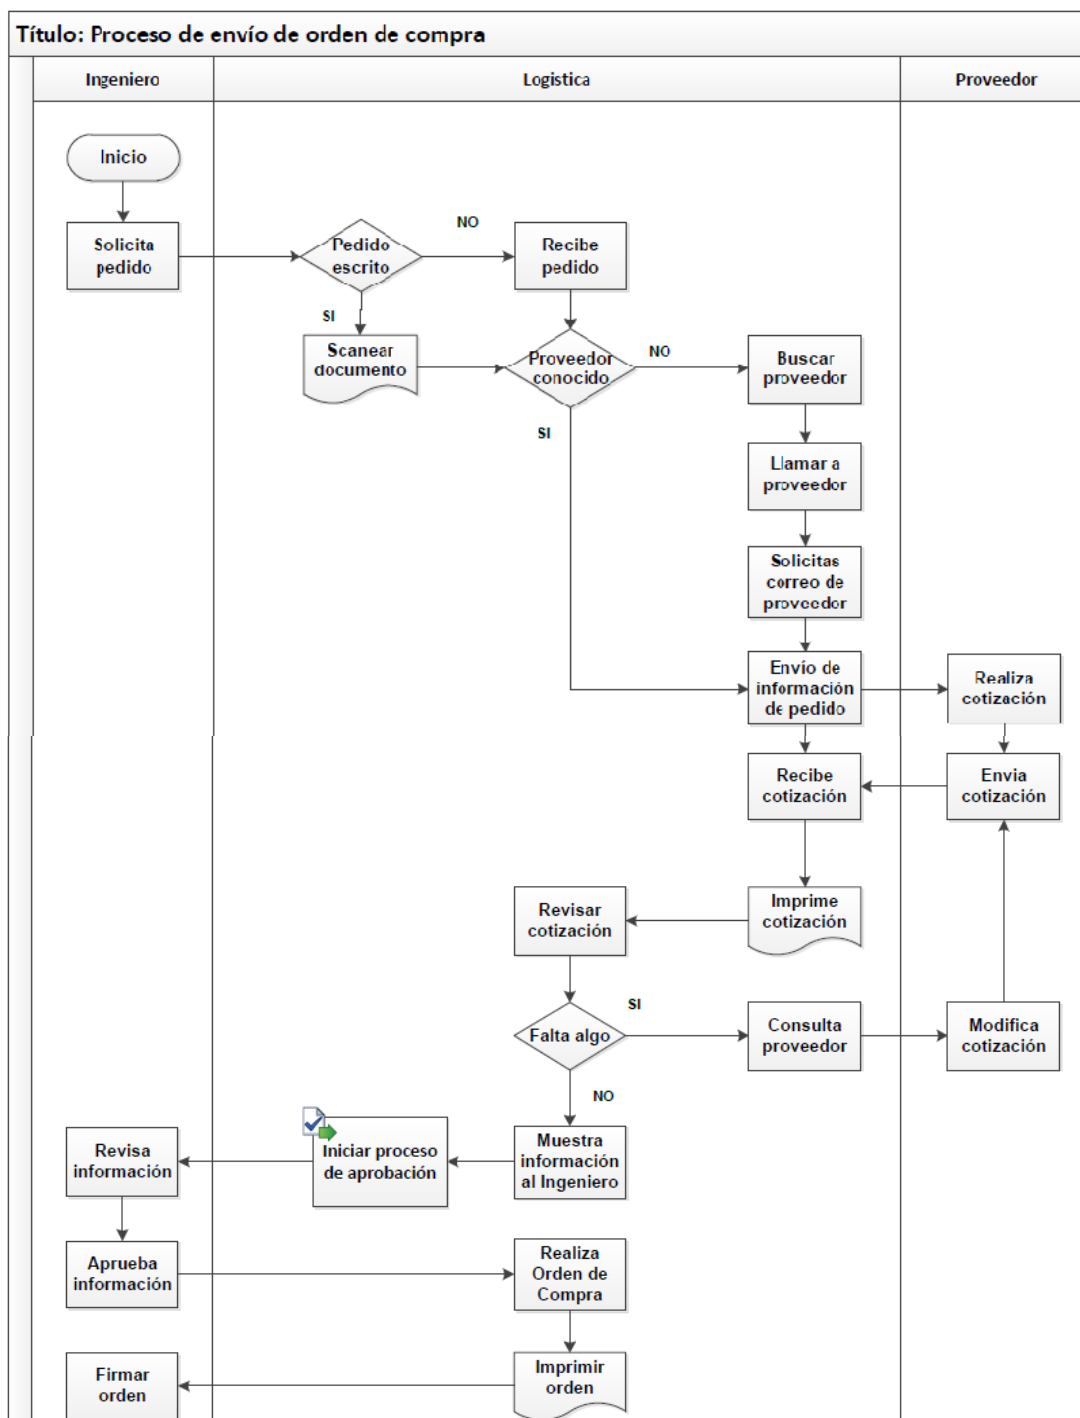 Título: Proceso de envío de orden de compra
Ingeniero
Logistica
Proveedor
Inicio
Solicita
pedido
Pedido
escrito
NO
Recibe
pedido
SI
Scanear
documento
Proveedor
conocido
NO
Buscar
proveedor
SI
Llamar a
proveedor
Solicitas
correo de
proveedor
Envío de
información
de pedido
Realiza
cotización
Recibe
cotización
Envia
cotización
Imprime
cotización
Revisar
cotización
Falta algo
SI
Consulta
proveedor
Modifica
cotización
NO
Muestra
información
al Ingeniero
Iniciar proceso
de aprobación
Revisa
información
Aprueba
información
Realiza
Orden de
Compra
Imprimir
orden
Firmar
orden